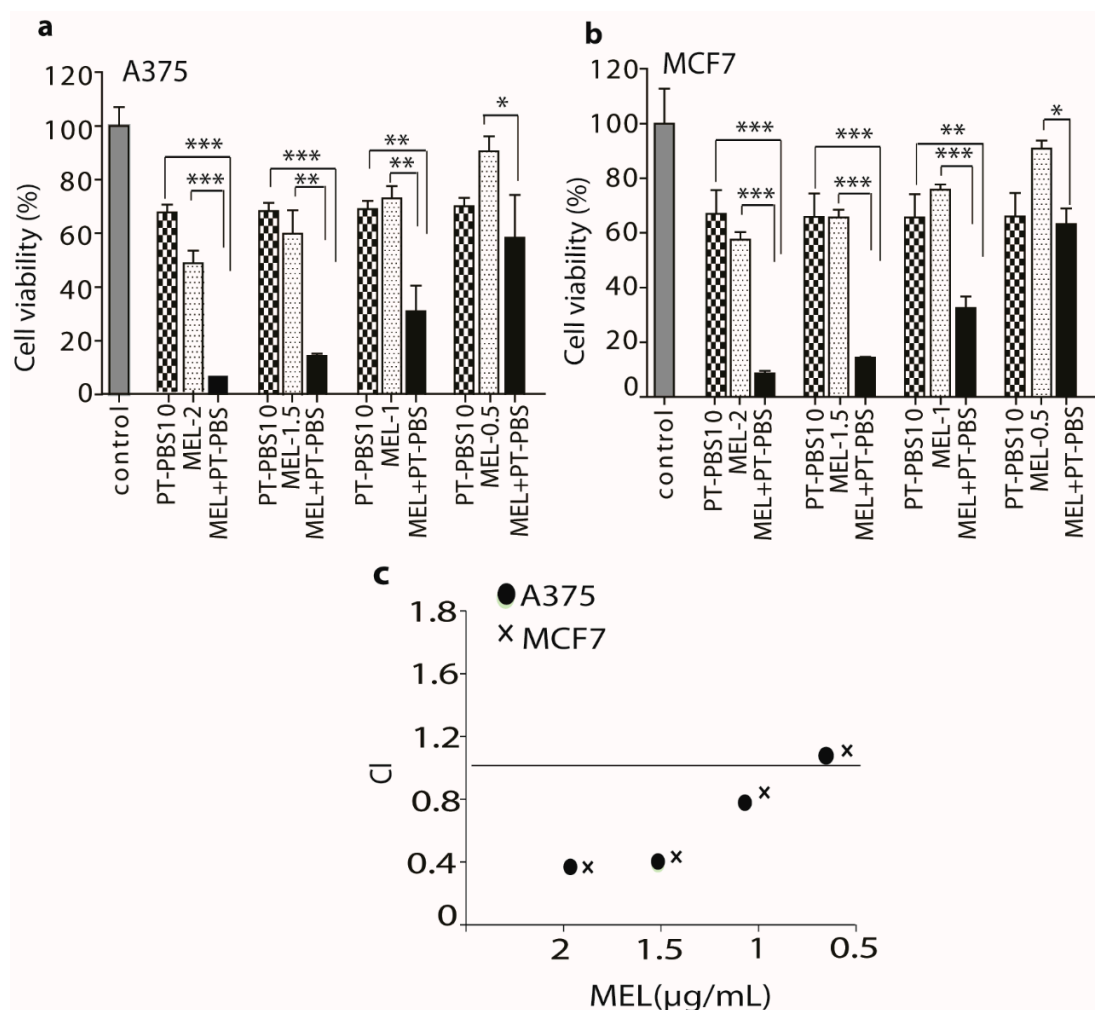 a
A375
120
100
80
60
40
20
0
Cell viability (%)
***
***
***
**
**
**
*
control
PT-PBS10
MEL-2
MEL+PT-PBS
PT-PBS10
MEL-1.5
MEL+PT-PBS
PT-PBS10
MEL-1
MEL+PT-PBS
PT-PBS10
MEL-0.5
MEL+PT-PBS
b
MCF7
120
100
80
60
40
20
0
Cell viability (%)
***
***
***
***
**
***
*
control
PT-PBS10
MEL-2
MEL+PT-PBS
PT-PBS10
MEL-1.5
MEL+PT-PBS
PT-PBS10
MEL-1
MEL+PT-PBS
PT-PBS10
MEL-0.5
MEL+PT-PBS
c
A375
MCF7
1.8
1.6
1.2
0.8
0.4
0
CI
2 1.5 1 0.5
MEL(µg/mL)